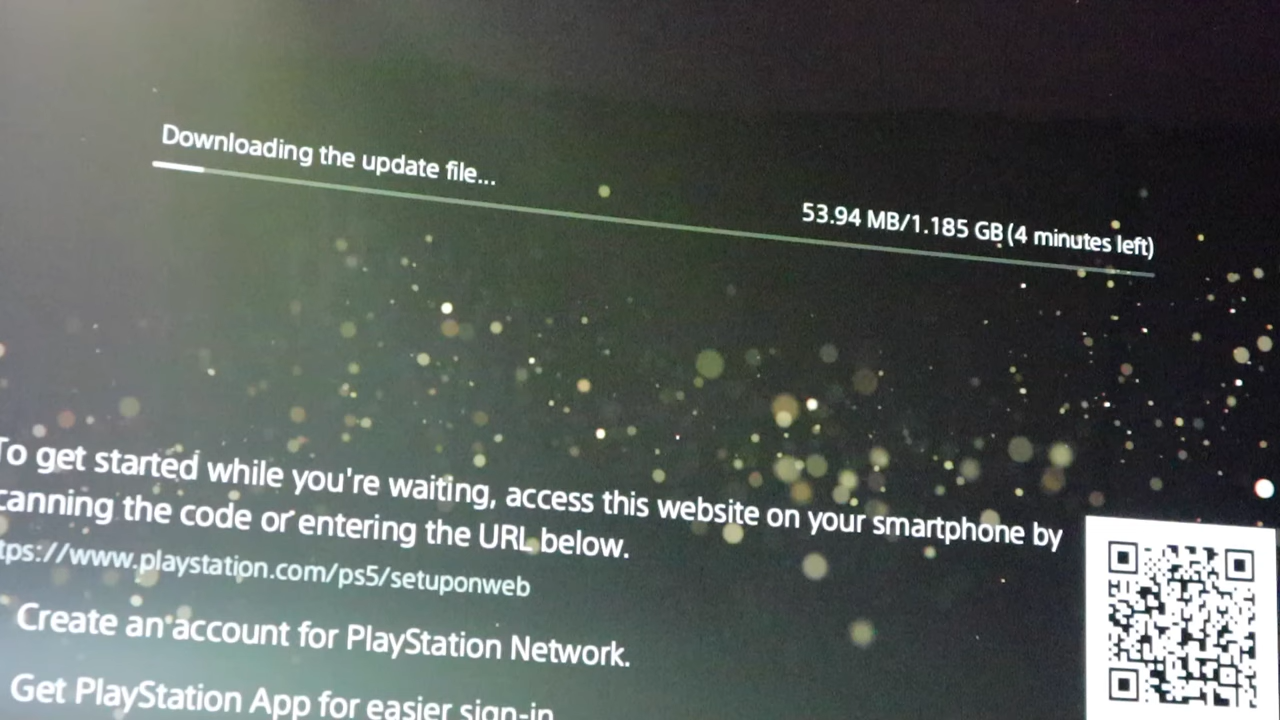 Downloading the update file...
53.94 MB/1.185 GB (4 minutes left)
To get started while you're waiting, access this website on your smartphone by
canning the code or entering the URL below.
tps://www.playstation.com/ps5/setuponweb
Create an account for PlayStation Network.
Get PlayStation App for easier sign-in